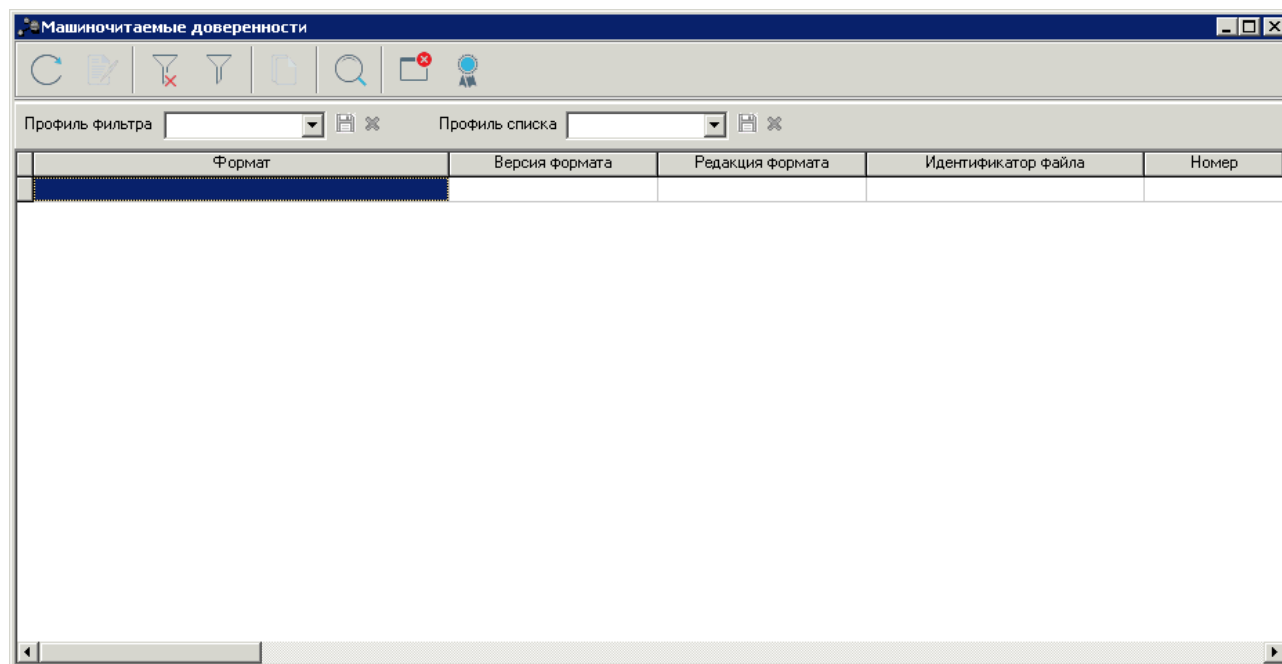 Машиночитаемые доверенности
Профиль фильтра Профиль списка
Формат Версия формата Редакция формата Идентификатор файла Номер